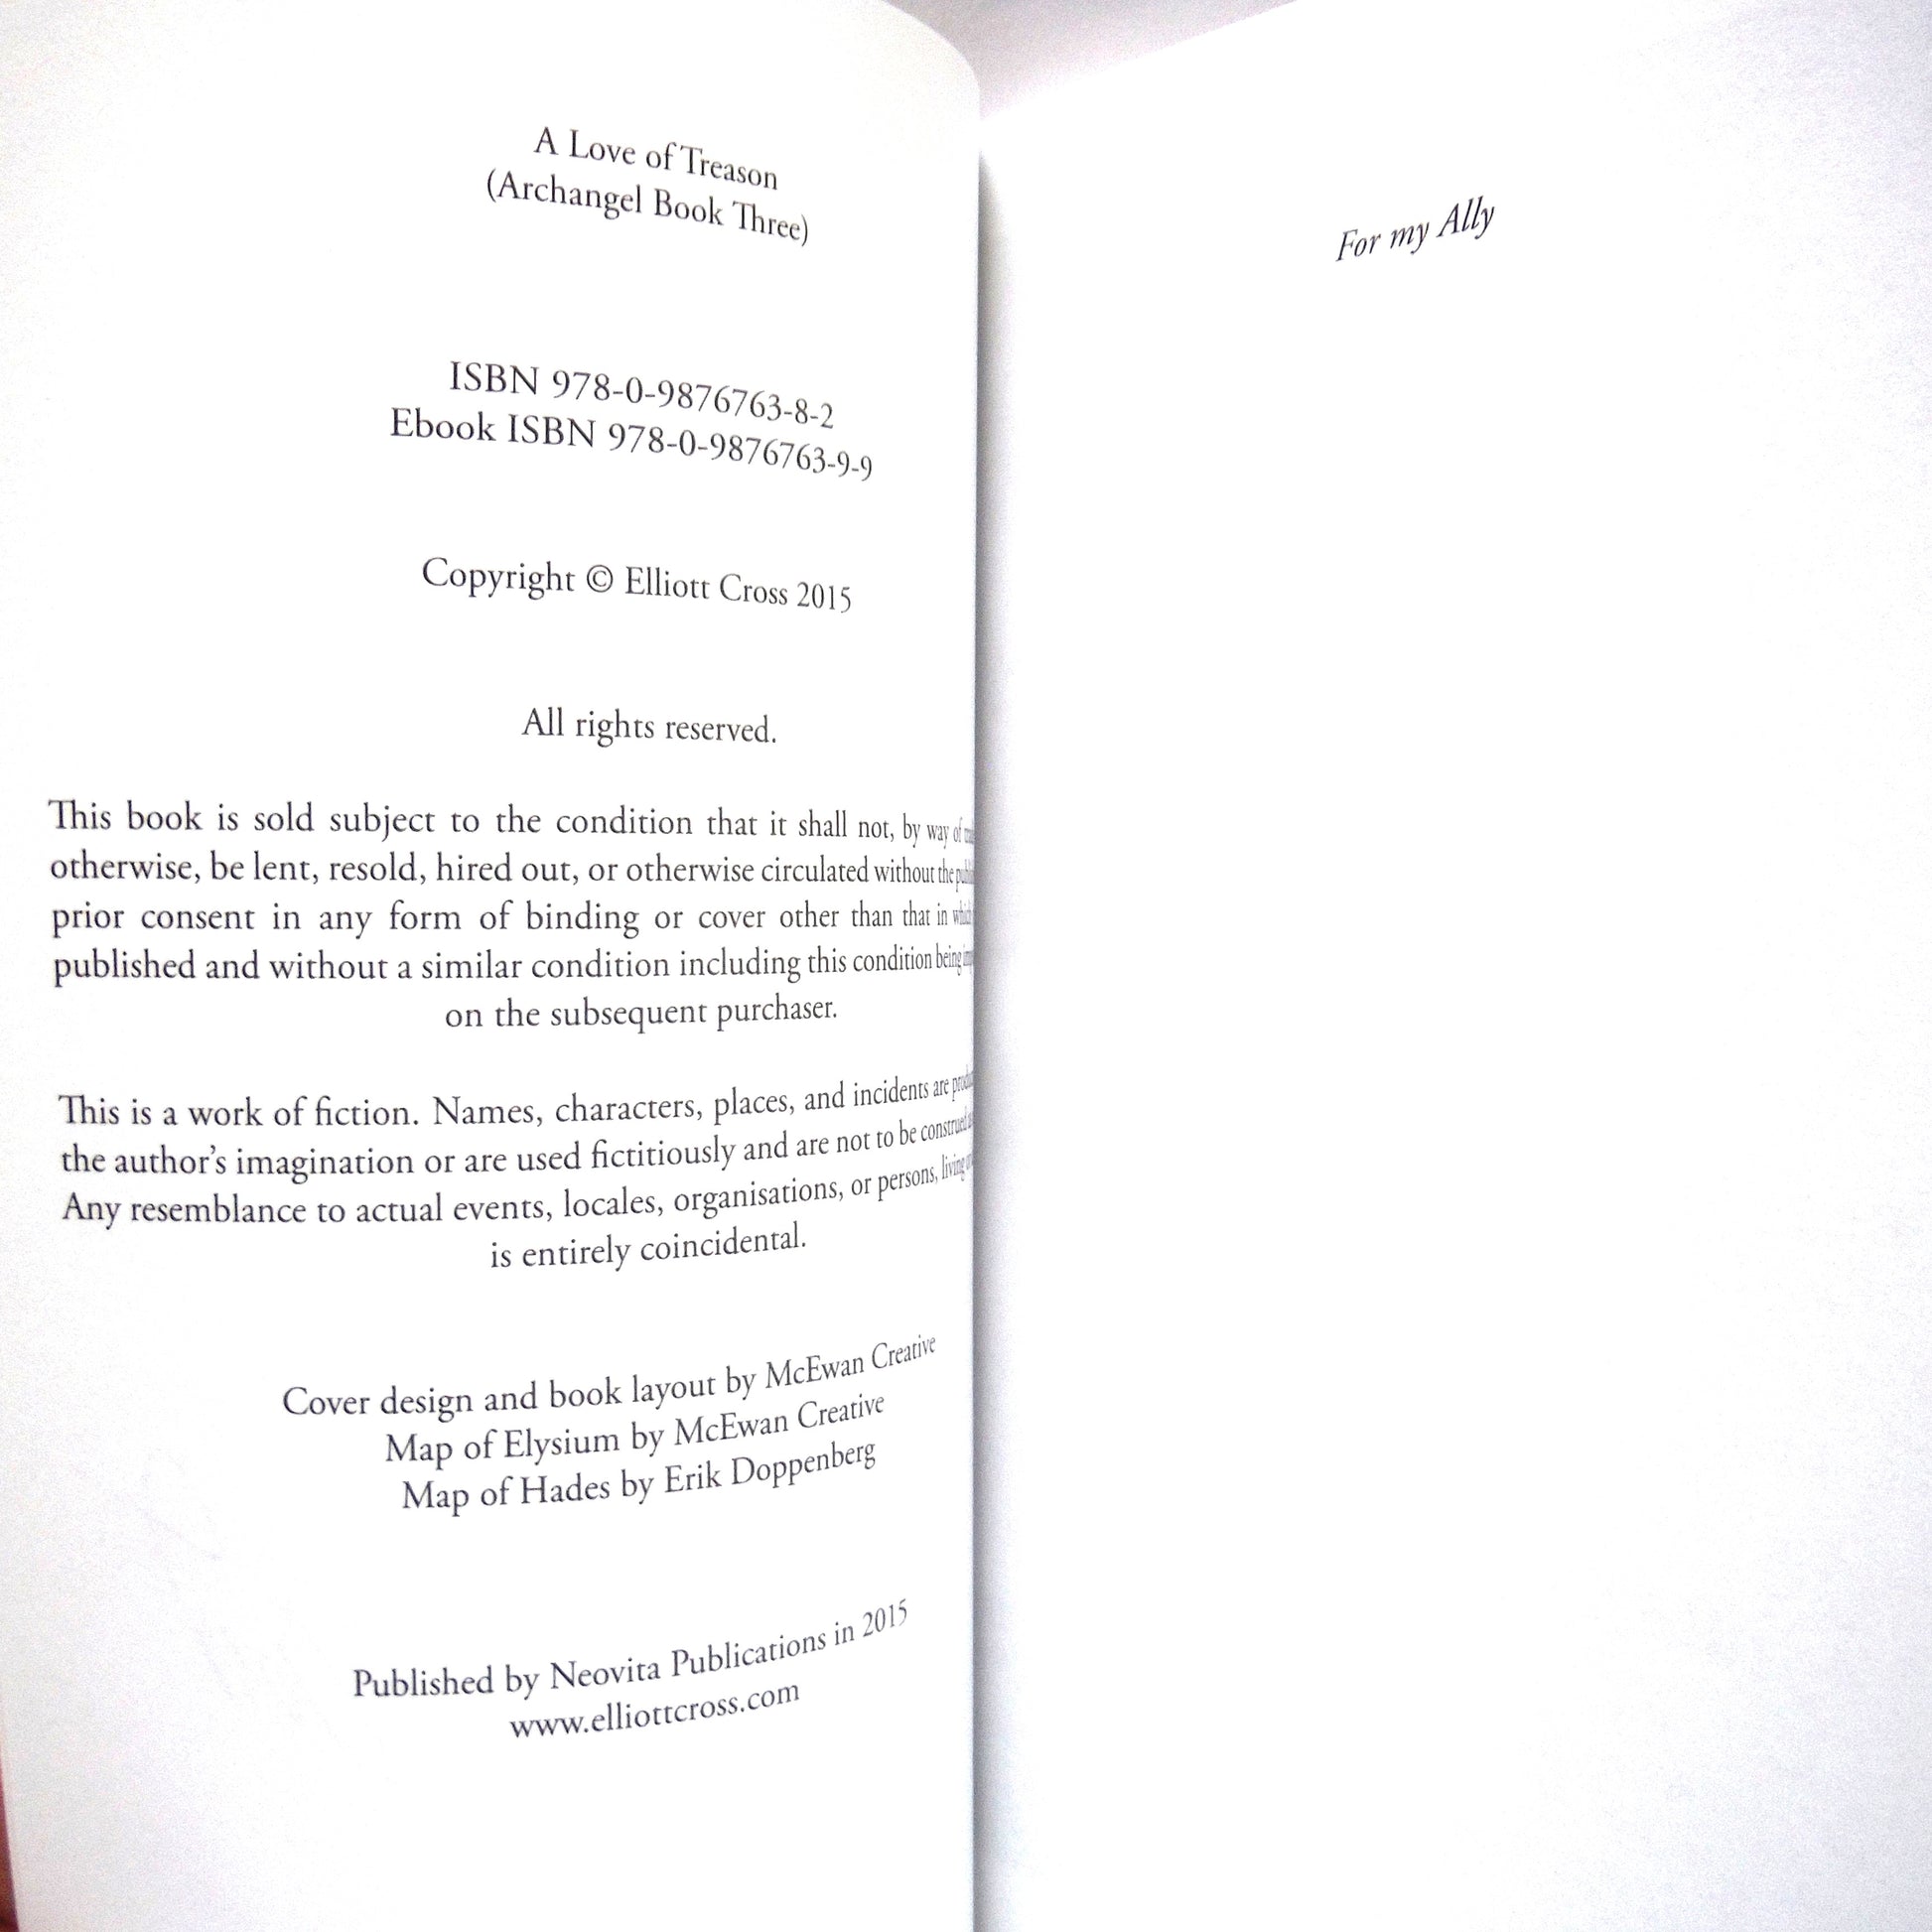 A Love of Treason
(Archangel Book Three)
ISBN 978-0-9876763-8-2
Ebook ISBN 978-0-9876763-9-9
Copyright © Elliott Cross 2015
All rights reserved.
This book is sold subject to the condition that it shall not, by way of
otherwise, be lent, resold, hired out, or otherwise circulated without the
prior consent in any form of binding or cover other than that in which
published and without a similar condition including this condition being
on the subsequent purchaser.
This is a work of fiction. Names, characters, places, and incidents are
the author's imagination or are used fictitiously and are not to be construed
Any resemblance to actual events, locales, organisations, or persons, living
is entirely coincidental.
Cover design and book layout by McEwan Creative
Map of Elysium by McEwan Creative
Map of Hades by Erik Doppenberg
Published by Neovita Publications in 2015
www.elliottcross.com
For my Ally